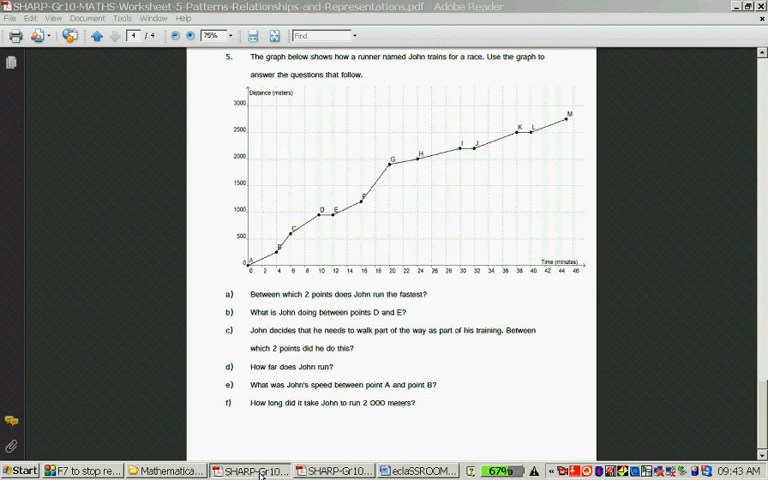 SHARP-Gr10-MATHS-Worksheet-5-Patterns-Relationships-and-Representations.pdf - Adobe Reader
File Edit View Document Tools Window Help
4 / 4 75% Find
5. The graph below shows how a runner named John trains for a race. Use the graph to
answer the questions that follow.
Distance (meters)
3000
2500
2000
1500
1000
500
0
A B C D E F G H I J K L M
Time (minutes)
0 2 4 6 8 10 12 14 16 18 20 22 24 26 28 30 32 34 36 38 40 42 44 46
a) Between which 2 points does John run the fastest?
b) What is John doing between points D and E?
c) John decides that he needs to walk part of the way as part of his training. Between
which 2 points did he do this?
d) How far does John run?
e) What was John's speed between point A and point B?
f) How long did it take John to run 2 000 meters?
Start F7 to stop re... Mathematica... SHARP-Gr10... SHARP-Gr10... eclaSSROOM... 67% 09:43 AM